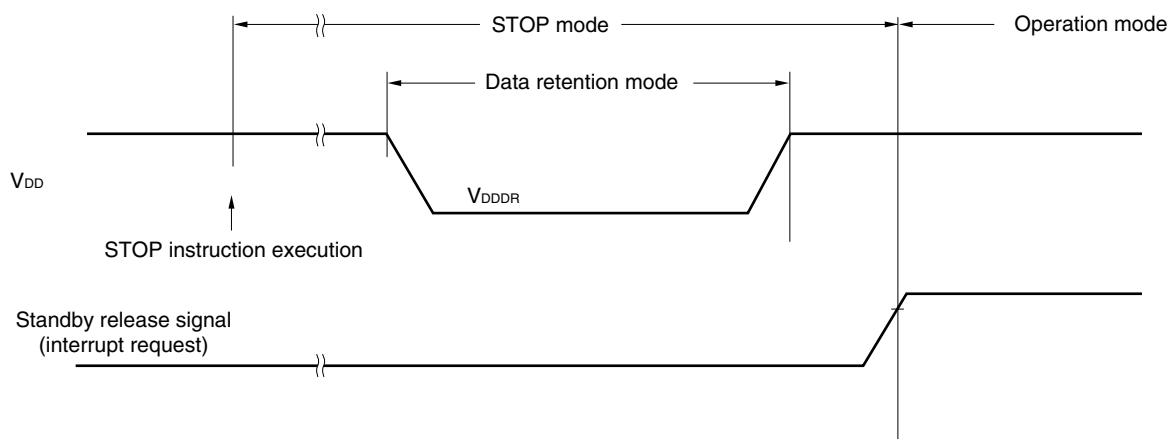 STOP mode
Operation mode
Data retention mode
VDD
VDDDR
STOP instruction execution
Standby release signal
(interrupt request)